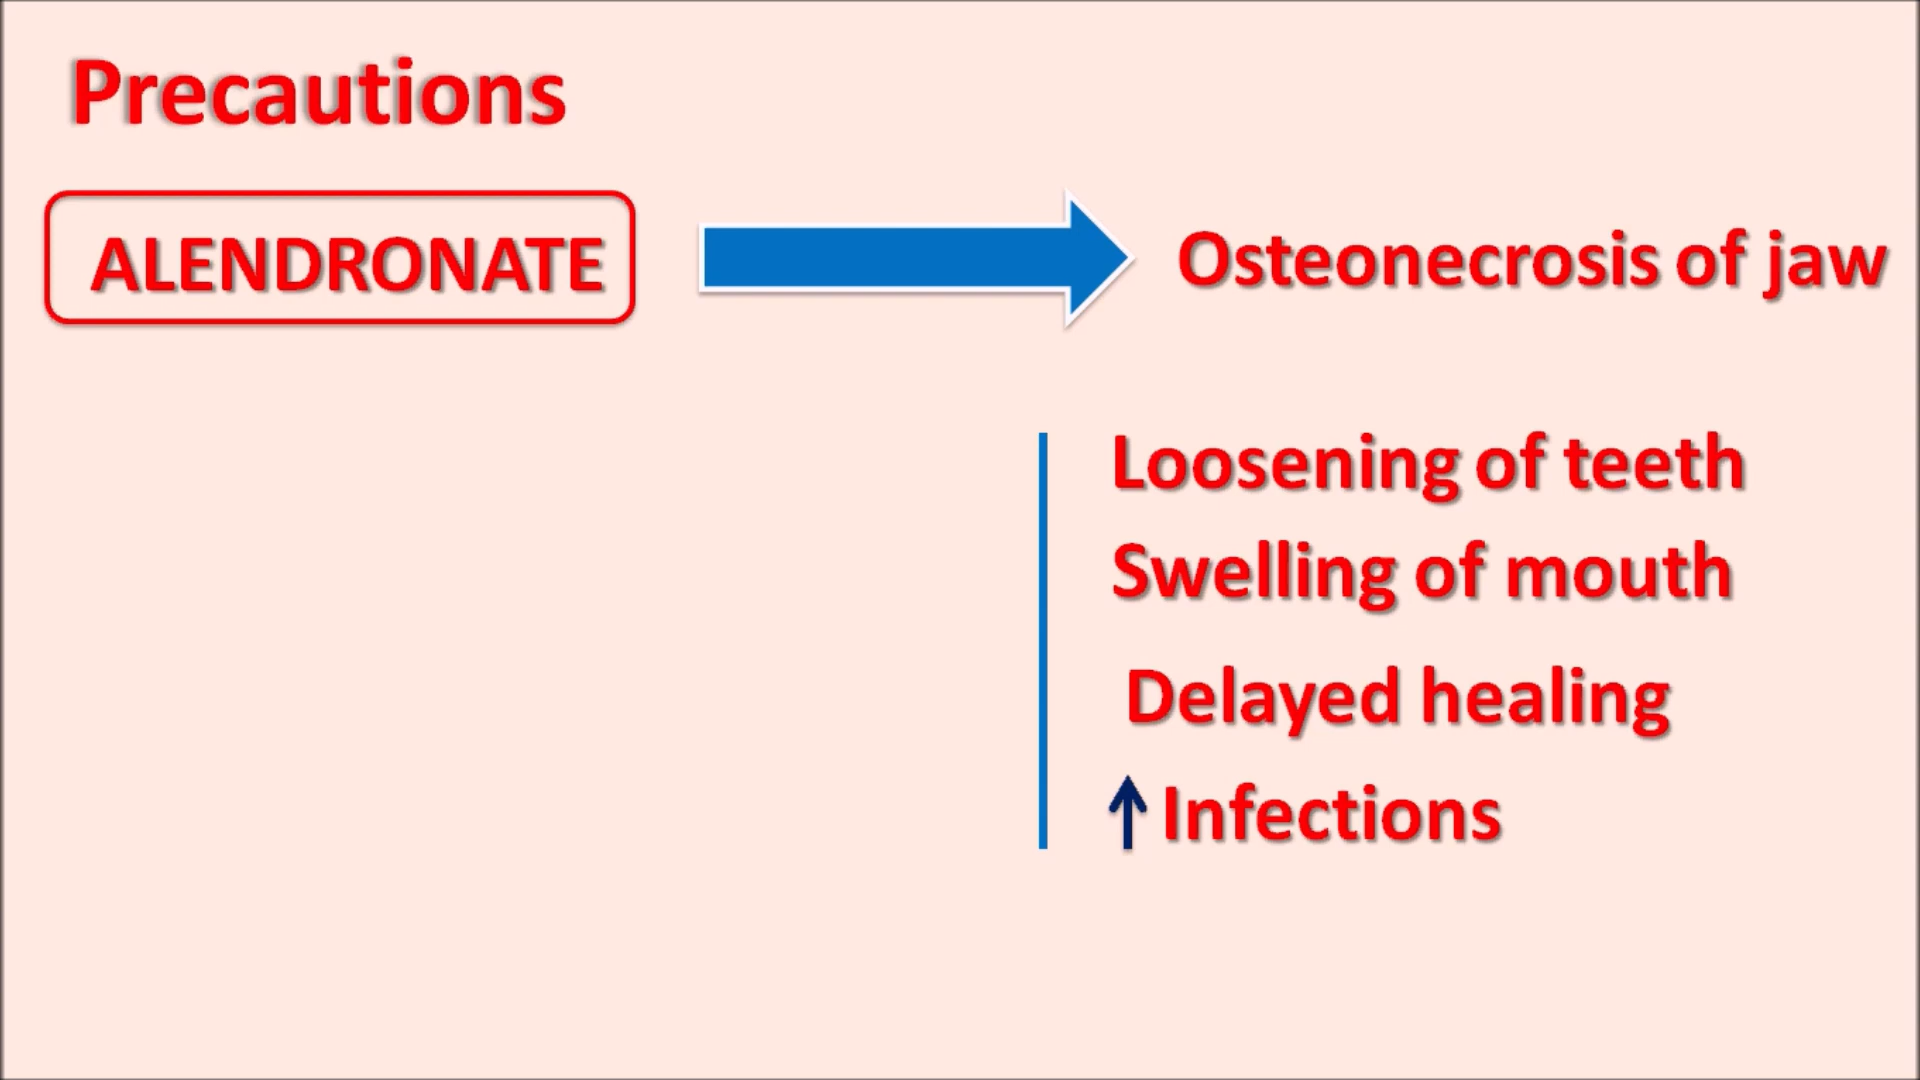 Precautions
ALENDRONATE
Osteonecrosis of jaw
Loosening of teeth
Swelling of mouth
Delayed healing
↑ Infections